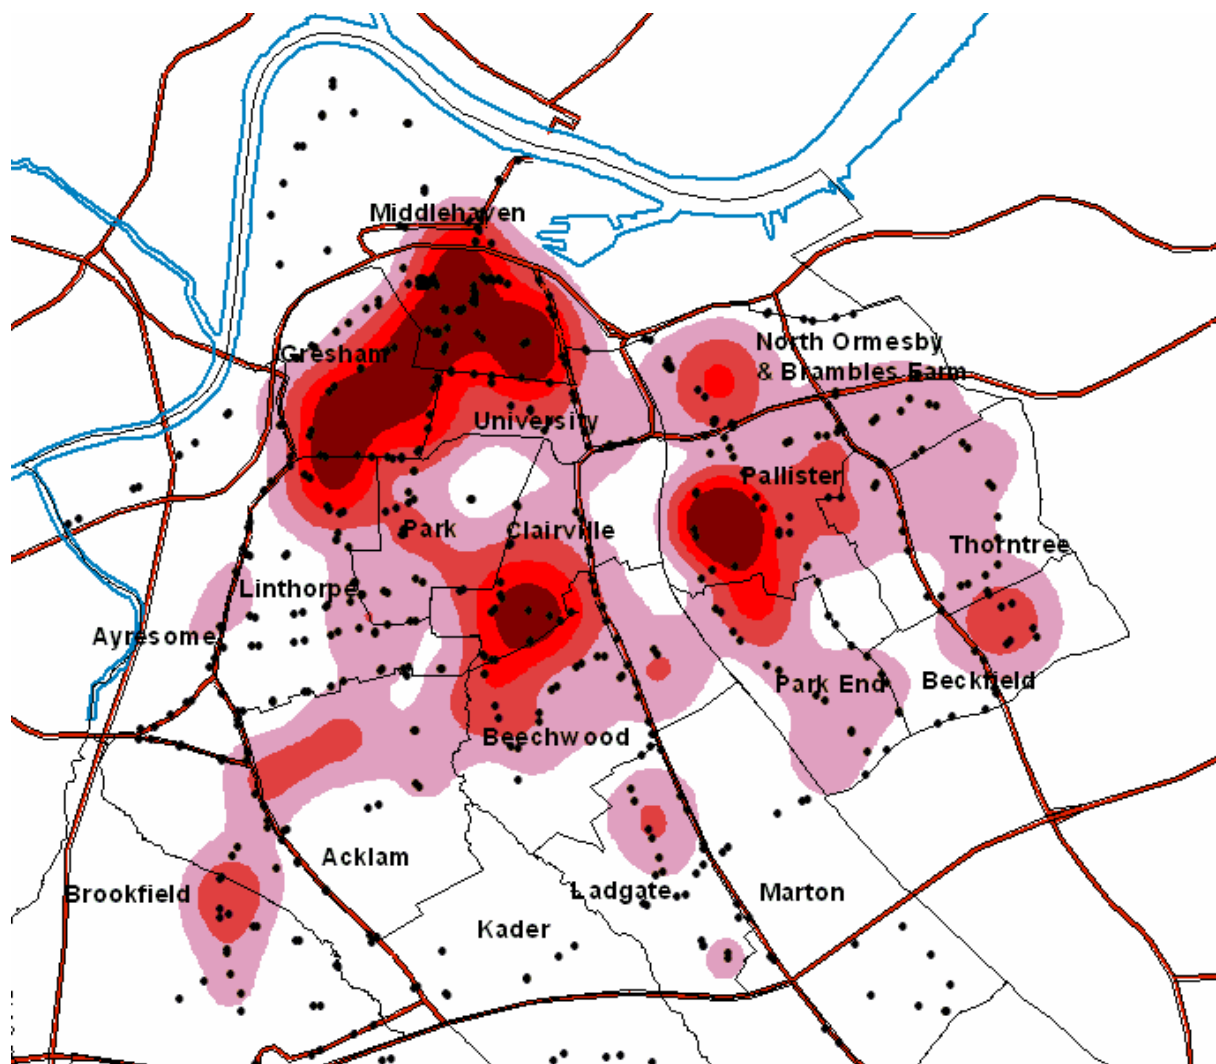 Middlehaven
North Ormesby
& Brambles Farm
Gresham
University
Pallister
Park
Clairville
Thorntree
Linthorpe
Ayresome
Park End
Beckfield
Beechwood
Acklam
Brookfield
Ladgate
Marton
Kader